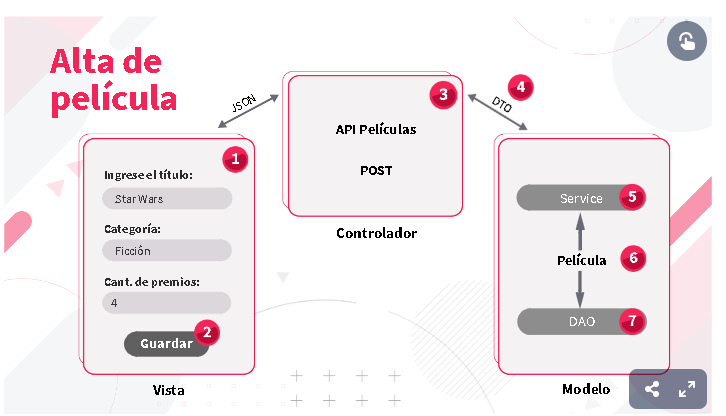 Alta de
película
1
Ingrese el título:
Star Wars
Categoría:
Ficción
Cant. de premios:
4
2
Guardar
Vista
JSON
3
API Películas
POST
Controlador
4
DTO
Service
5
Película
6
DAO
7
Modelo